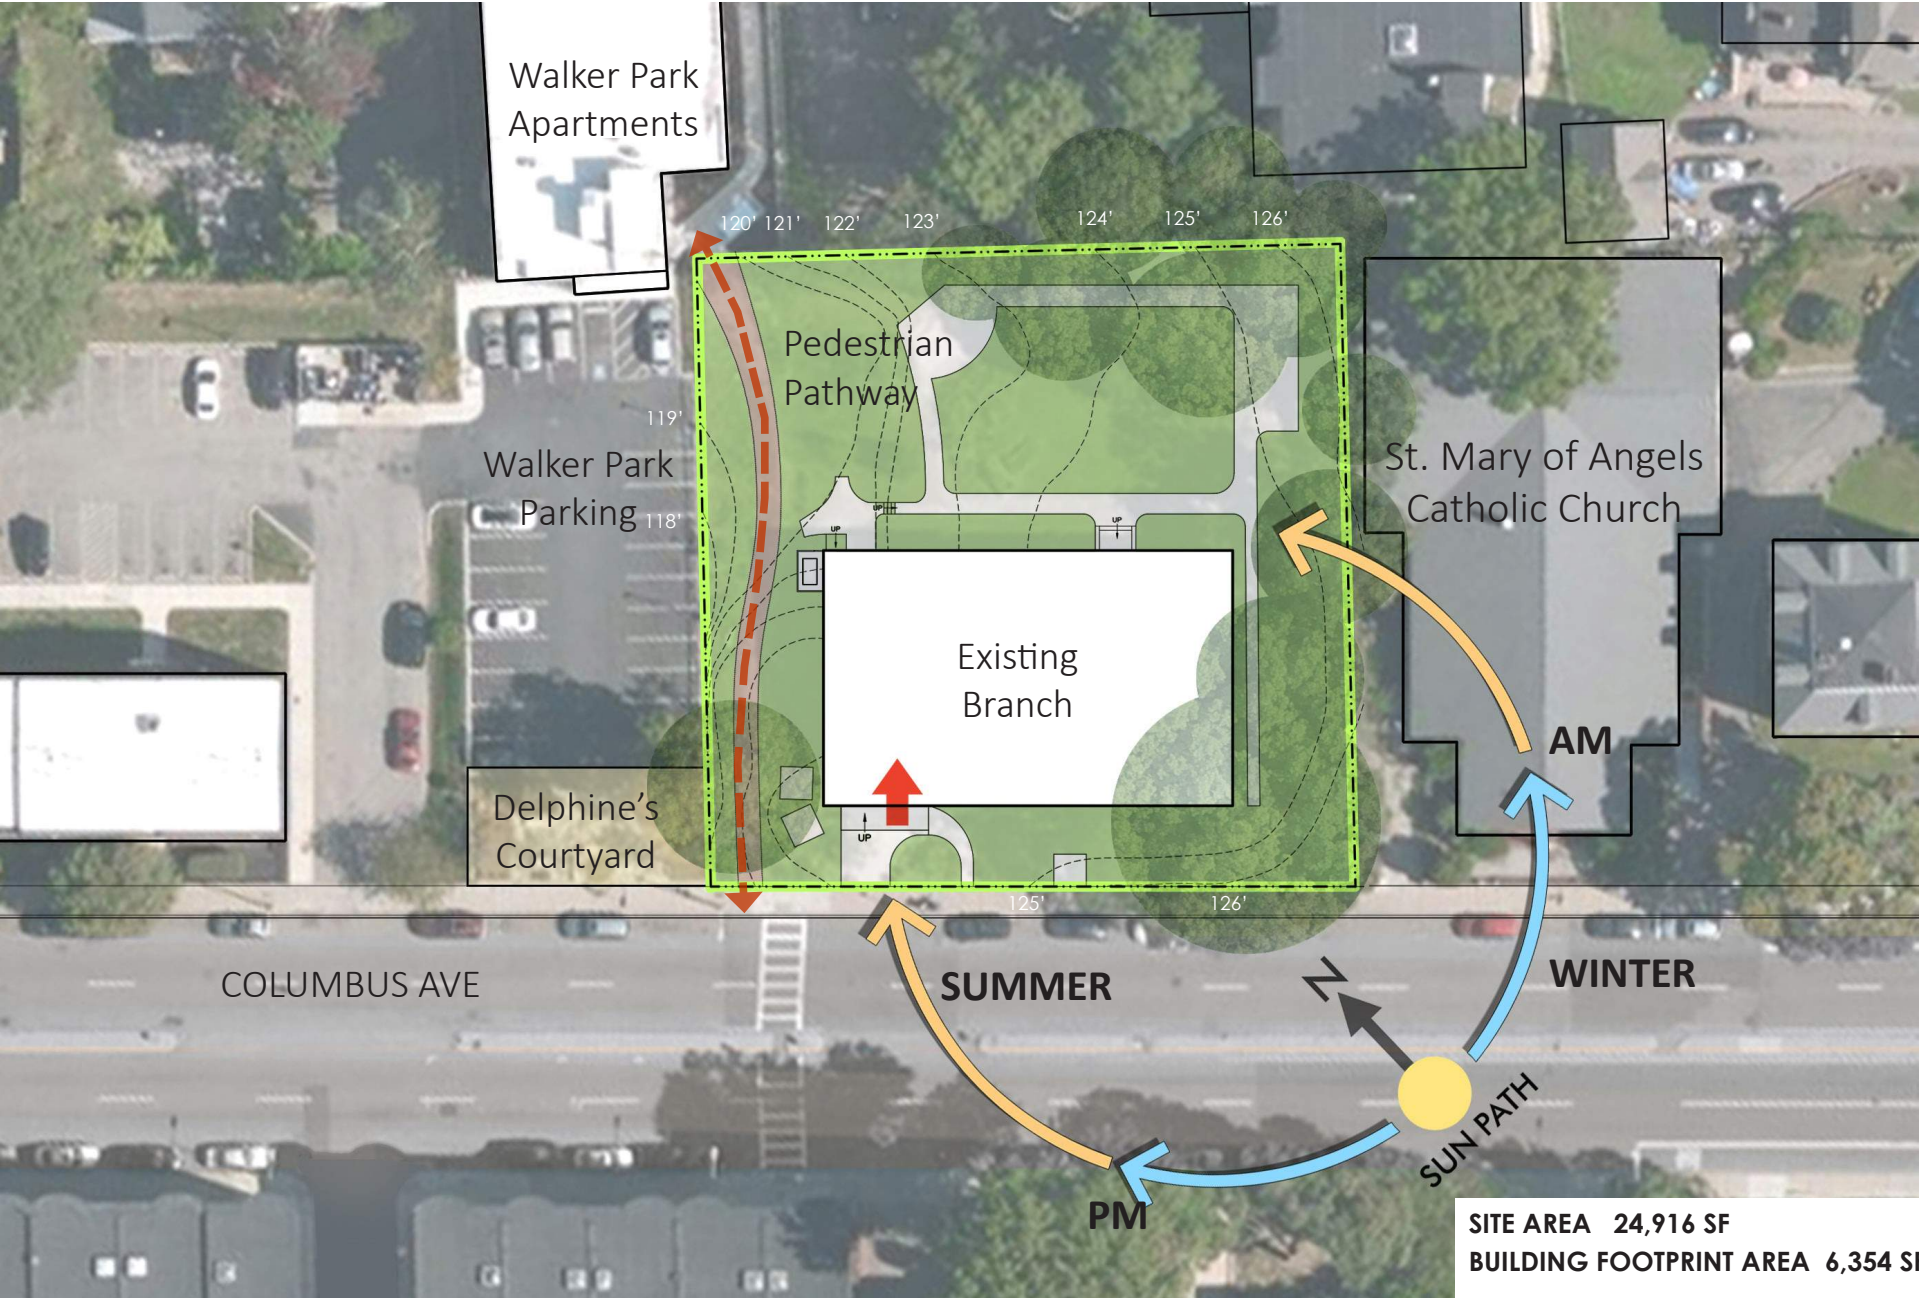 Walker Park
Apartments
120' 121' 122' 123' 124' 125' 126'
Pedestrian
Pathway
119'
Walker Park
Parking
118'
St. Mary of Angels
Catholic Church
UP
UP
UP
Existing
Branch
AM
Delphine's
Courtyard
UP
125' 126'
COLUMBUS AVE
SUMMER
N
WINTER
SUN PATH
PM
SITE AREA 24,916 SF
BUILDING FOOTPRINT AREA 6,354 SF